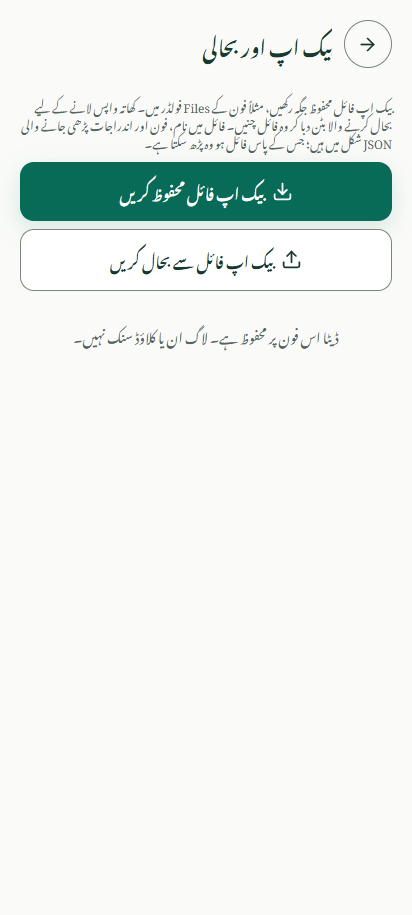 بیک اپ اور بحالی
بیک اپ فائل محفوظ جگہ رکھیں، مثلاً فون کے Files فولڈر میں۔ کھاتہ واپس لانے کے لیے
بحال کرنے والا بٹن دبا کر وہ فائل چنیں۔ فائل میں نام، فون اور اندراجات پڑھی جانے والی
JSON شکل میں ہیں؛ جس کے پاس فائل ہو وہ پڑھ سکتا ہے۔
بیک اپ فائل محفوظ کریں
بیک اپ فائل سے بحال کریں
ڈیٹا اس فون پر محفوظ ہے۔ لاگ ان یا کلاؤڈ سنک نہیں۔